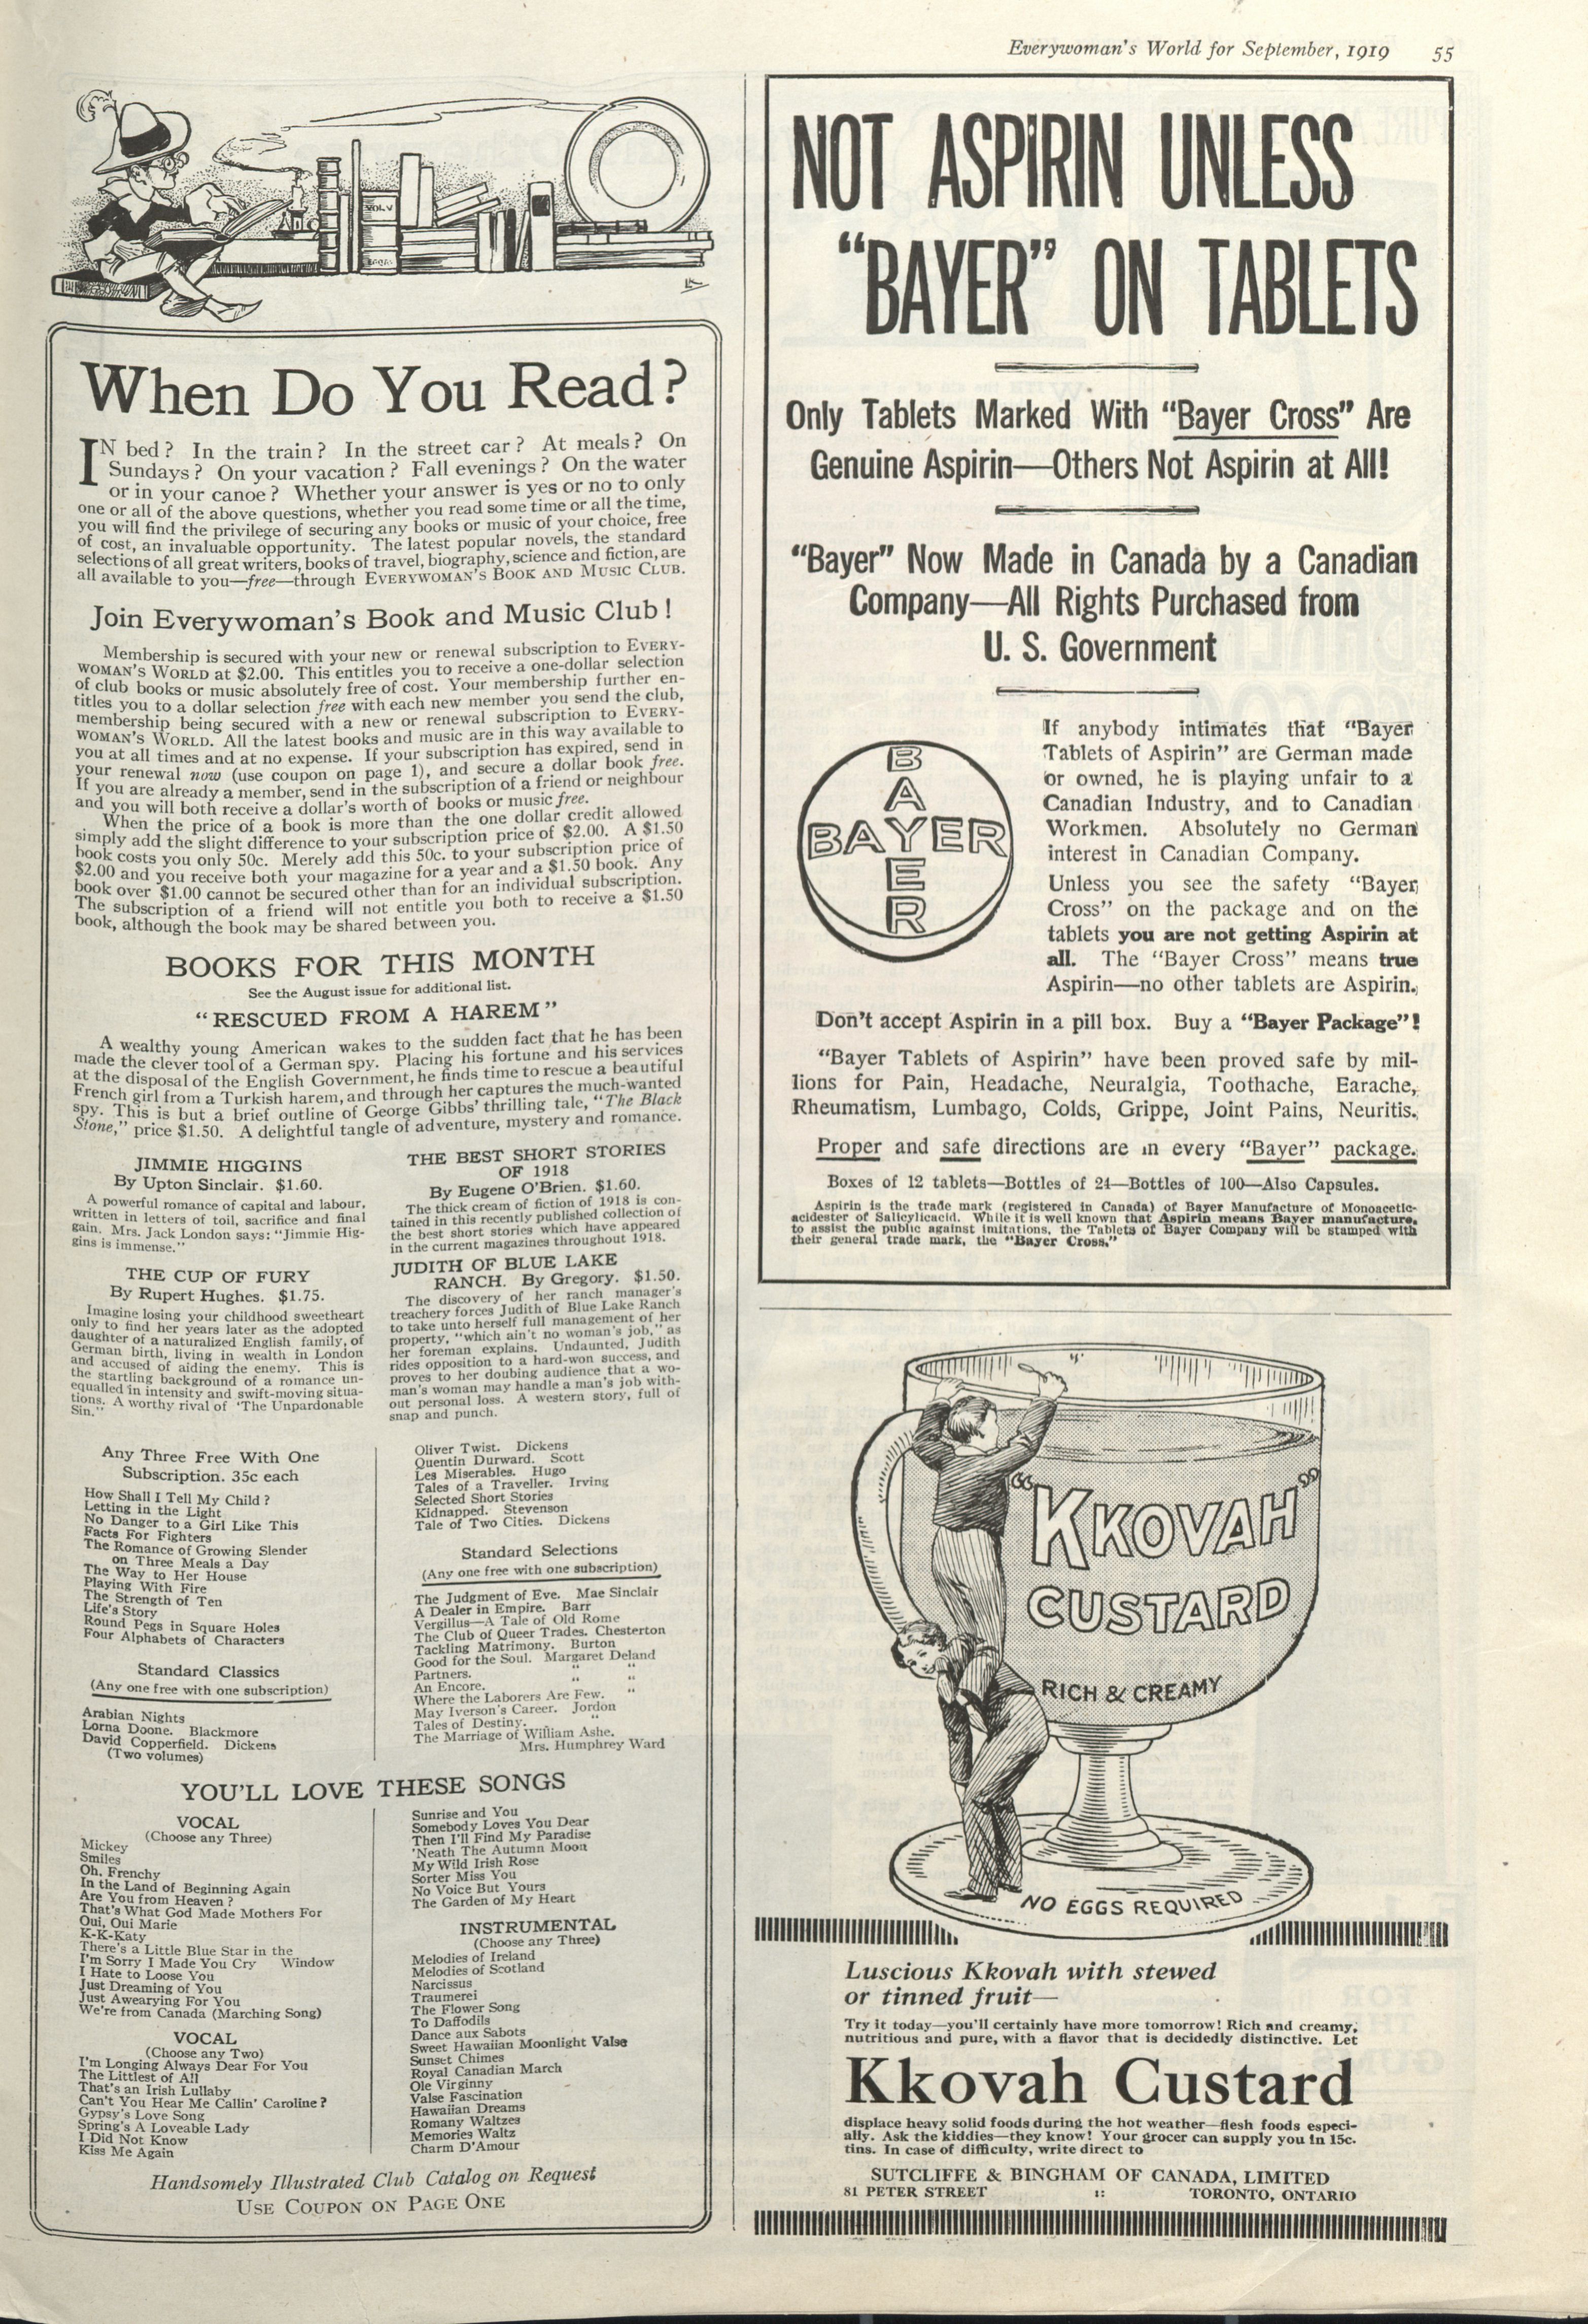 Everywoman's World for September, 1919 55
VOL. V
When Do You Read?
IN bed? In the train? In the street car? At meals? On
Sundays? On your vacation? Fall evenings? On the water
or in your canoe? Whether your answer is yes or no to only
one or all of the above questions, whether you read some time or all the time,
you will find the privilege of securing any books or music of your choice, free
of cost, an invaluable opportunity. The latest popular novels, the standard
selections of all great writers, books of travel, biography, science and fiction, are
all available to you—free—through EVERYWOMAN'S BOOK AND MUSIC CLUB.
Join Everywoman's Book and Music Club!
Membership is secured with your new or renewal subscription to EVERY-
WOMAN'S WORLD at $2.00. This entitles you to receive a one-dollar selection
of club books or music absolutely free of cost. Your membership further en-
titles you to a dollar selection free with each new member you send the club,
membership being secured with a new or renewal subscription to EVERY-
WOMAN'S WORLD. All the latest books and music are in this way available to
you at all times and at no expense. If your subscription has expired, send in
your renewal now (use coupon on page 1), and secure a dollar book free.
If you are already a member, send in the subscription of a friend or neighbour
and you will both receive a dollar's worth of books or music free.
When the price of a book is more than the one dollar credit allowed
simply add the slight difference to your subscription price of $2.00. A $1.50
book costs you only 50c. Merely add this 50c. to your subscription price of
$2.00 and you receive both your magazine for a year and a $1.50 book. Any
book over $1.00 cannot be secured other than for an individual subscription.
The subscription of a friend will not entitle you both to receive a $1.50
book, although the book may be shared between you.
BOOKS FOR THIS MONTH
See the August issue for additional list.
"RESCUED FROM A HAREM"
A wealthy young American wakes to the sudden fact that he has been
made the clever tool of a German spy. Placing his fortune and his services
at the disposal of the English Government, he finds time to rescue a beautiful
French girl from a Turkish harem, and through her captures the much-wanted
spy. This is but a brief outline of George Gibbs' thrilling tale, "The Black
Stone," price $1.50. A delightful tangle of adventure, mystery and romance.
JIMMIE HIGGINS
By Upton Sinclair. $1.60.
A powerful romance of capital and labour,
written in letters of toil, sacrifice and final
gain. Mrs. Jack London says: "Jimmie Hig-
gins is immense."
THE CUP OF FURY
By Rupert Hughes. $1.75.
Imagine losing your childhood sweetheart
only to find her years later as the adopted
daughter of a naturalized English family, of
German birth, living in wealth in London
and accused of aiding the enemy. This is
the startling background of a romance un-
equalled in intensity and swift-moving situa-
tions. A worthy rival of 'The Unpardonable
Sin."
THE BEST SHORT STORIES
OF 1918
By Eugene O'Brien. $1.60.
The thick cream of fiction of 1918 is con-
tained in this recently published collection of
the best short stories which have appeared
in the current magazines throughout 1918.
JUDITH OF BLUE LAKE
RANCH. By Gregory. $1.50.
The discovery of her ranch manager's
treachery forces Judith of Blue Lake Ranch
to take unto herself full management of her
property, "which ain't no woman's job," as
her foreman explains. Undaunted, Judith
rides opposition to a hard-won success, and
proves to her doubing audience that a wo-
man's woman may handle a man's job with-
out personal loss. A western story, full of
snap and punch.
Any Three Free With One
Subscription. 35c each
How Shall I Tell My Child?
Letting in the Light
No Danger to a Girl Like This
Facts For Fighters
The Romance of Growing Slender
on Three Meals a Day
The Way to Her House
Playing With Fire
The Strength of Ten
Life's Story
Round Pegs in Square Holes
Four Alphabets of Characters
Standard Classics
(Any one free with one subscription)
Arabian Nights
Lorna Doone. Blackmore
David Copperfield. Dickens
(Two volumes)
Oliver Twist. Dickens
Quentin Durward. Scott
Les Miserables. Hugo
Tales of a Traveller. Irving
Selected Short Stories
Kidnapped. Stevenson
Tale of Two Cities. Dickens
Standard Selections
(Any one free with one subscription)
The Judgment of Eve. Mae Sinclair
A Dealer in Empire. Barr
Vergillus—A Tale of Old Rome
The Club of Queer Trades. Chesterton
Tackling Matrimony. Burton
Good for the Soul. Margaret Deland
Partners. " "
An Encore. " "
Where the Laborers Are Few. "
May Iverson's Career. Jordon
Tales of Destiny. "
The Marriage of William Ashe.
Mrs. Humphrey Ward
YOU'LL LOVE THESE SONGS
VOCAL
(Choose any Three)
Mickey
Smiles
Oh, Frenchy
In the Land of Beginning Again
Are You from Heaven?
That's What God Made Mothers For
Oui, Oui Marie
K-K-Katy
There's a Little Blue Star in the
I'm Sorry I Made You Cry Window
I Hate to Loose You
Just Dreaming of You
Just Awearying For You
We're from Canada (Marching Song)
VOCAL
(Choose any Two)
I'm Longing Always Dear For You
The Littlest of All
That's an Irish Lullaby
Can't You Hear Me Callin' Caroline?
Gypsy's Love Song
Spring's A Loveable Lady
I Did Not Know
Kiss Me Again
Sunrise and You
Somebody Loves You Dear
Then I'll Find My Paradise
'Neath The Autumn Moon
My Wild Irish Rose
Sorter Miss You
No Voice But Yours
The Garden of My Heart
INSTRUMENTAL
(Choose any Three)
Melodies of Ireland
Melodies of Scotland
Narcissus
Traumerei
The Flower Song
To Daffodils
Dance aux Sabots
Sweet Hawaiian Moonlight Valse
Sunset Chimes
Royal Canadian March
Ole Virginny
Valse Fascination
Hawaiian Dreams
Romany Waltzes
Memories Waltz
Charm D'Amour
Handsomely Illustrated Club Catalog on Request
USE COUPON ON PAGE ONE
NOT ASPIRIN UNLESS
"BAYER" ON TABLETS
Only Tablets Marked With "Bayer Cross" Are
Genuine Aspirin—Others Not Aspirin at All!
"Bayer" Now Made in Canada by a Canadian
Company—All Rights Purchased from
U. S. Government
BAYER
BAYER
If anybody intimates that "Bayer
Tablets of Aspirin" are German made
or owned, he is playing unfair to a
Canadian Industry, and to Canadian
Workmen. Absolutely no German
interest in Canadian Company.
Unless you see the safety "Bayer
Cross" on the package and on the
tablets you are not getting Aspirin at
all. The "Bayer Cross" means true
Aspirin—no other tablets are Aspirin.
Don't accept Aspirin in a pill box. Buy a "Bayer Package"!
"Bayer Tablets of Aspirin" have been proved safe by mil-
lions for Pain, Headache, Neuralgia, Toothache, Earache,
Rheumatism, Lumbago, Colds, Grippe, Joint Pains, Neuritis.
Proper and safe directions are in every "Bayer" package.
Boxes of 12 tablets—Bottles of 24—Bottles of 100—Also Capsules.
Aspirin is the trade mark (registered in Canada) of Bayer Manufacture of Monoacetic-
acidester of Salicylicacid. While it is well known that Aspirin means Bayer manufacture,
to assist the public against imitations, the Tablets of Bayer Company will be stamped with
their general trade mark, the "Bayer Cross."
"KKOVAH"
CUSTARD
RICH & CREAMY
NO EGGS REQUIRED
Luscious Kkovah with stewed
or tinned fruit—
Try it today—you'll certainly have more tomorrow! Rich and creamy,
nutritious and pure, with a flavor that is decidedly distinctive. Let
Kkovah Custard
displace heavy solid foods during the hot weather—flesh foods especi-
ally. Ask the kiddies—they know! Your grocer can supply you in 15c.
tins. In case of difficulty, write direct to
SUTCLIFFE & BINGHAM OF CANADA, LIMITED
81 PETER STREET :: TORONTO, ONTARIO